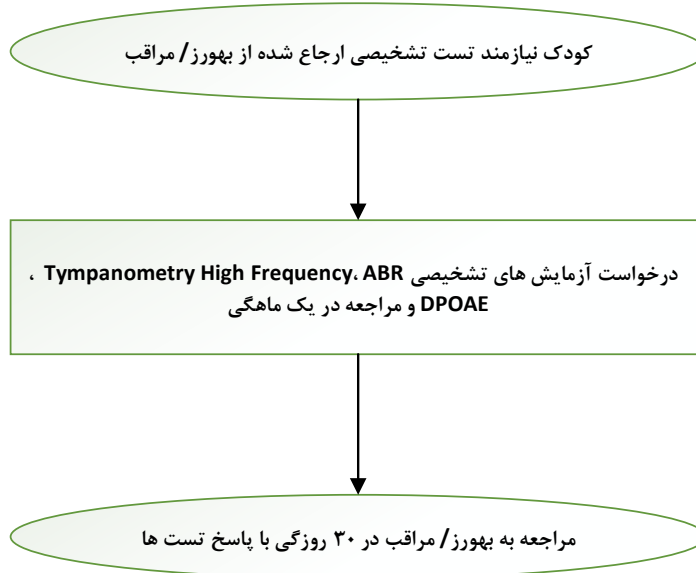 کودک نیازمند تست تشخیصی ارجاع شده از بهورز/ مراقب
درخواست آزمایش های تشخیصی Tympanometry High Frequency، ABR ،
DPOAE و مراجعه در یک ماهگی
مراجعه به بهورز/ مراقب در ۳۰ روزگی با پاسخ تست ها